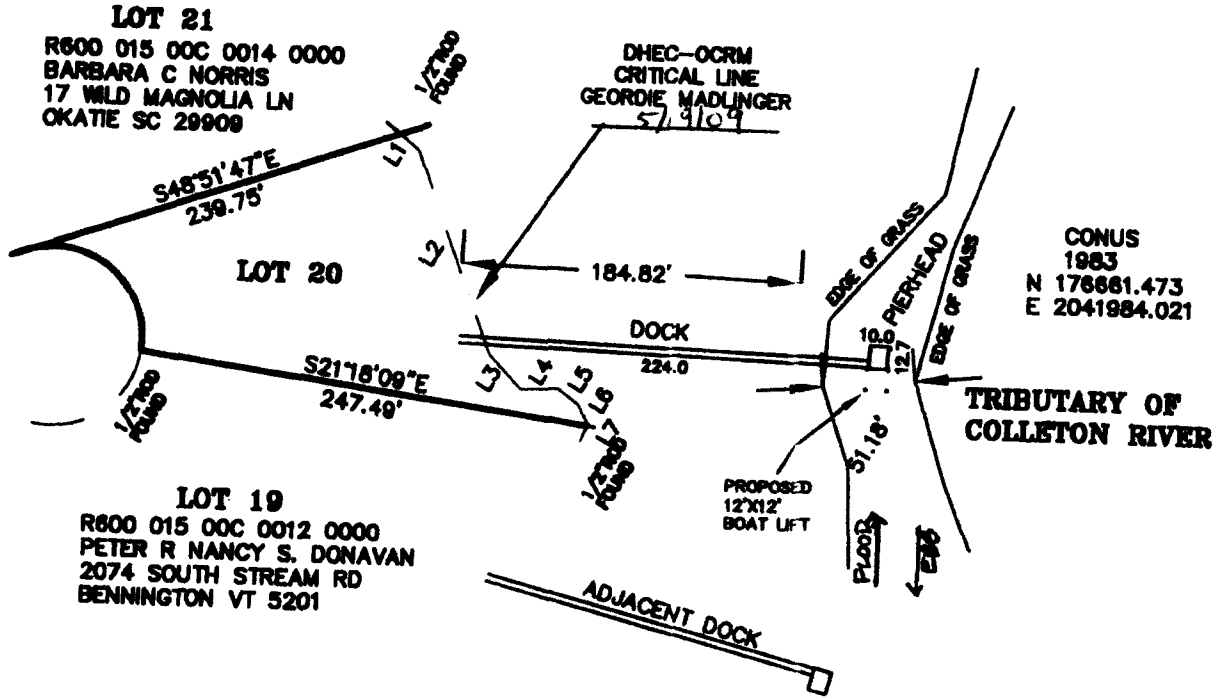 LOT 21
R600 015 00C 0014 0000
BARBARA C NORRIS
17 WILD MAGNOLIA LN
OKATIE SC 29909
1/2"ROD
FOUND
DHEC-OCRM
CRITICAL LINE
GEORDIE MADLINGER
5/19/09
S48°51'47"E
239.75'
L1
L2
LOT 20
184.82'
EDGE OF GRASS
PIERHEAD
EDGE OF GRASS
CONUS
1983
N 176661.473
E 2041984.021
DOCK
224.0
10.0
12.7
S21°18'09"E
247.49'
L3
L4
L5
L6
L7
1/2"ROD
FOUND
1/2"ROD
FOUND
TRIBUTARY OF
COLLETON RIVER
51.18'
PROPOSED
12'X12'
BOAT LIFT
FLOOD
EBB
LOT 19
R600 015 00C 0012 0000
PETER R NANCY S. DONAVAN
2074 SOUTH STREAM RD
BENNINGTON VT 5201
ADJACENT DOCK